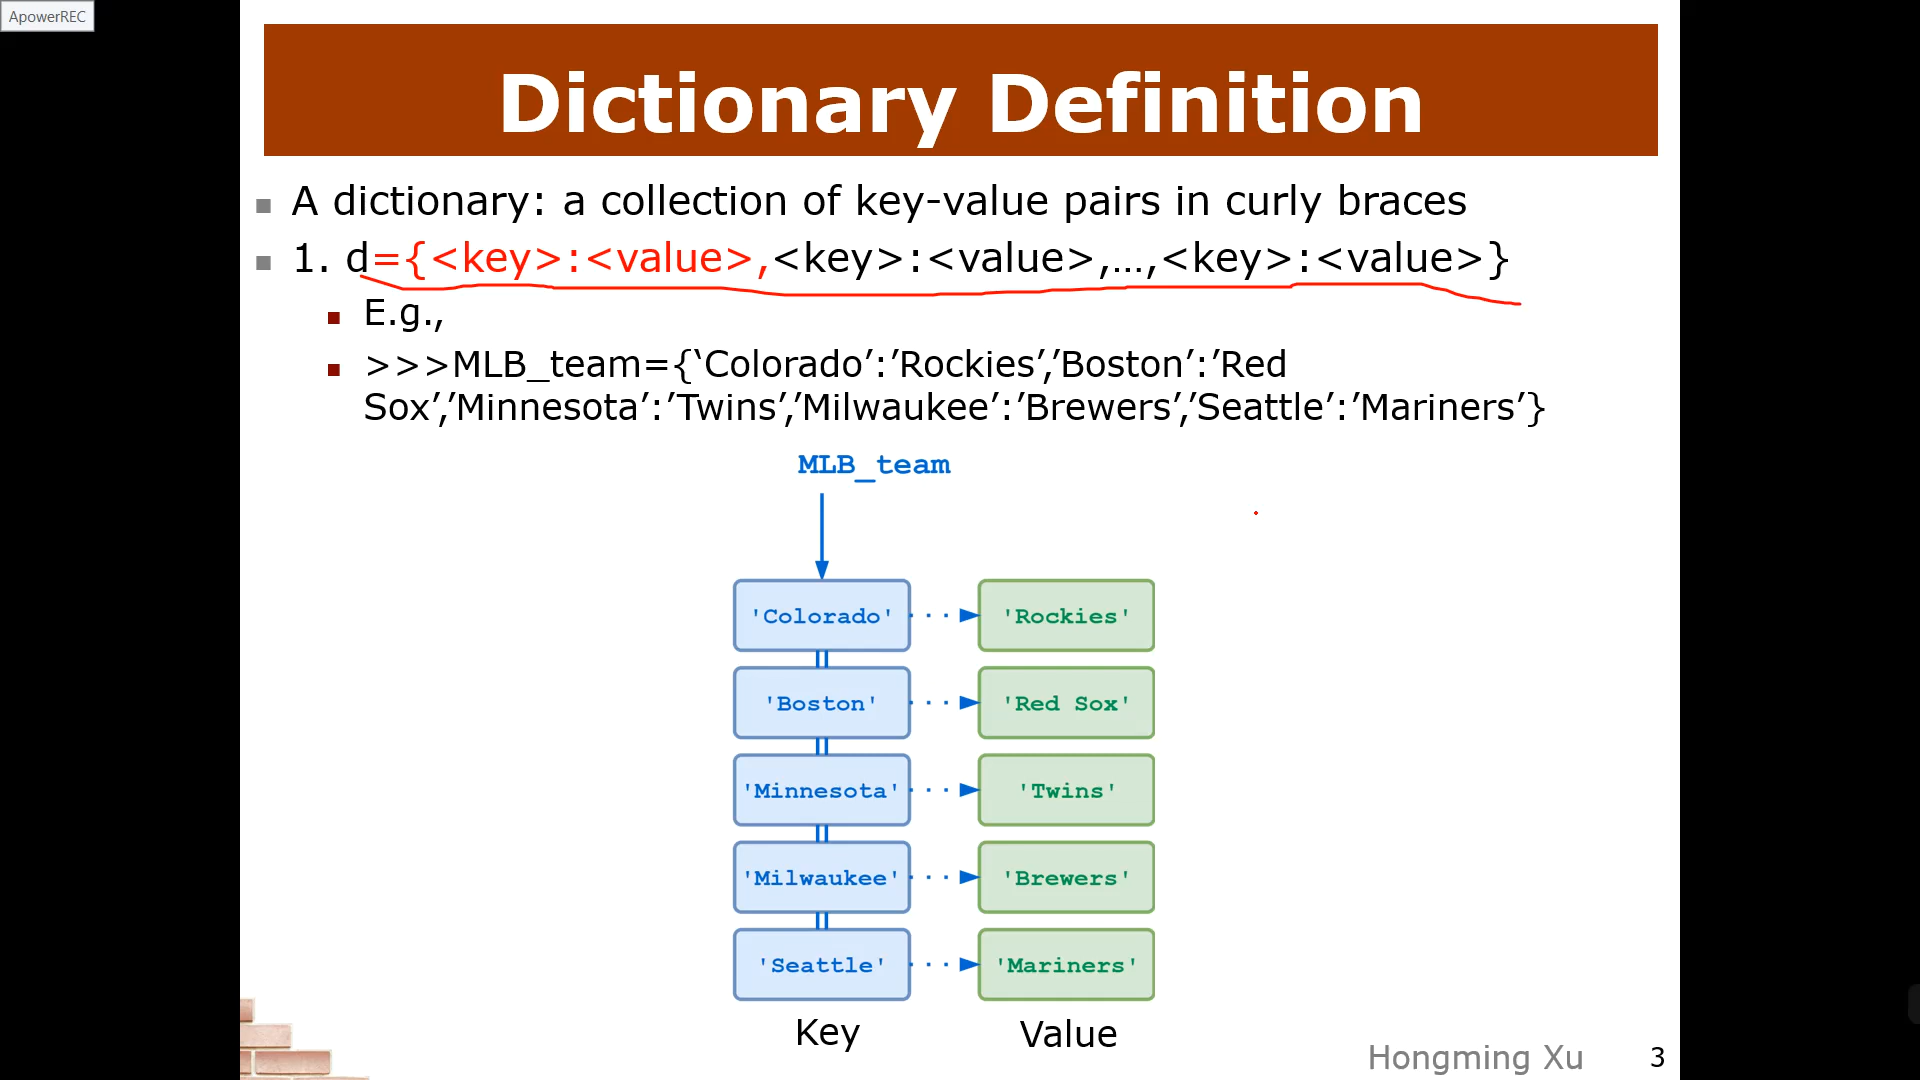 ApowerREC
Dictionary Definition
A dictionary: a collection of key-value pairs in curly braces
1. d={<key>:<value>,<key>:<value>,…,<key>:<value>}
E.g.,
>>>MLB_team={‘Colorado’:’Rockies’,’Boston’:’Red
Sox’,’Minnesota’:’Twins’,’Milwaukee’:’Brewers’,’Seattle’:’Mariners’}
MLB_team
'Colorado' 'Rockies'
'Boston' 'Red Sox'
'Minnesota' 'Twins'
'Milwaukee' 'Brewers'
'Seattle' 'Mariners'
Key Value
Hongming Xu 3